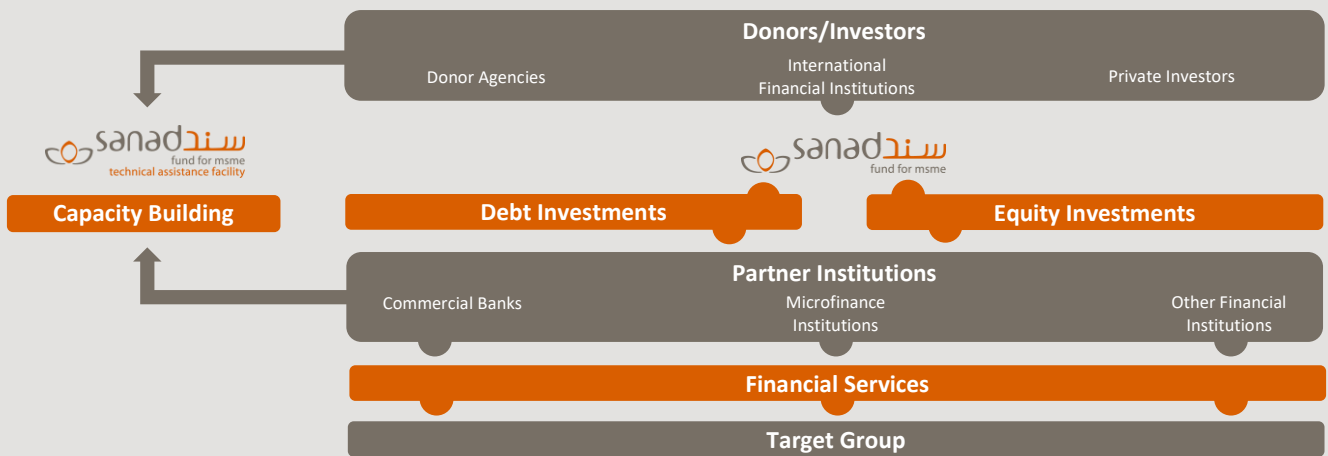 Donors/Investors
Donor Agencies
International
Financial Institutions
Private Investors
sanad سند
fund for msme
technical assistance facility
sanad سند
fund for msme
Capacity Building
Debt Investments
Equity Investments
Partner Institutions
Commercial Banks
Microfinance
Institutions
Other Financial
Institutions
Financial Services
Target Group